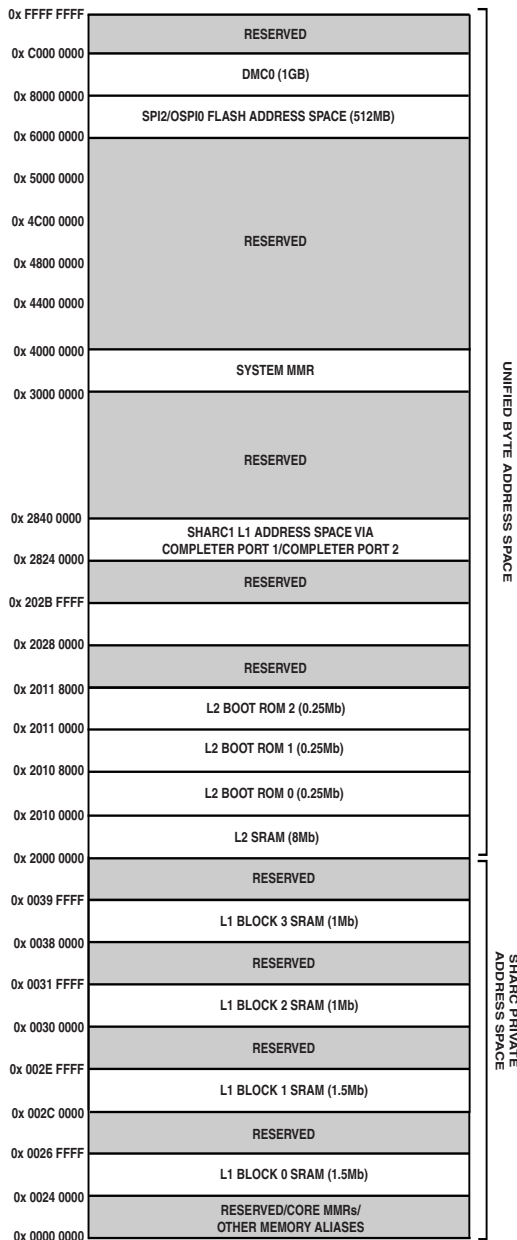 0x FFFF FFFF
RESERVED
0x C000 0000
DMC0 (1GB)
0x 8000 0000
SPI2/OSPI0 FLASH ADDRESS SPACE (512MB)
0x 6000 0000
0x 5000 0000
0x 4C00 0000
RESERVED
0x 4800 0000
0x 4400 0000
0x 4000 0000
SYSTEM MMR
0x 3000 0000
RESERVED
0x 2840 0000
SHARC1 L1 ADDRESS SPACE VIA
COMPLETER PORT 1/COMPLETER PORT 2
0x 2824 0000
RESERVED
0x 202B FFFF
0x 2028 0000
RESERVED
0x 2011 8000
L2 BOOT ROM 2 (0.25Mb)
0x 2011 0000
L2 BOOT ROM 1 (0.25Mb)
0x 2010 8000
L2 BOOT ROM 0 (0.25Mb)
0x 2010 0000
L2 SRAM (8Mb)
0x 2000 0000
UNIFIED BYTE ADDRESS SPACE
RESERVED
0x 0039 FFFF
L1 BLOCK 3 SRAM (1Mb)
0x 0038 0000
RESERVED
0x 0031 FFFF
L1 BLOCK 2 SRAM (1Mb)
0x 0030 0000
RESERVED
0x 002E FFFF
L1 BLOCK 1 SRAM (1.5Mb)
0x 002C 0000
RESERVED
0x 0026 FFFF
L1 BLOCK 0 SRAM (1.5Mb)
0x 0024 0000
RESERVED/CORE MMRs/
OTHER MEMORY ALIASES
0x 0000 0000
SHARC PRIVATE
ADDRESS SPACE